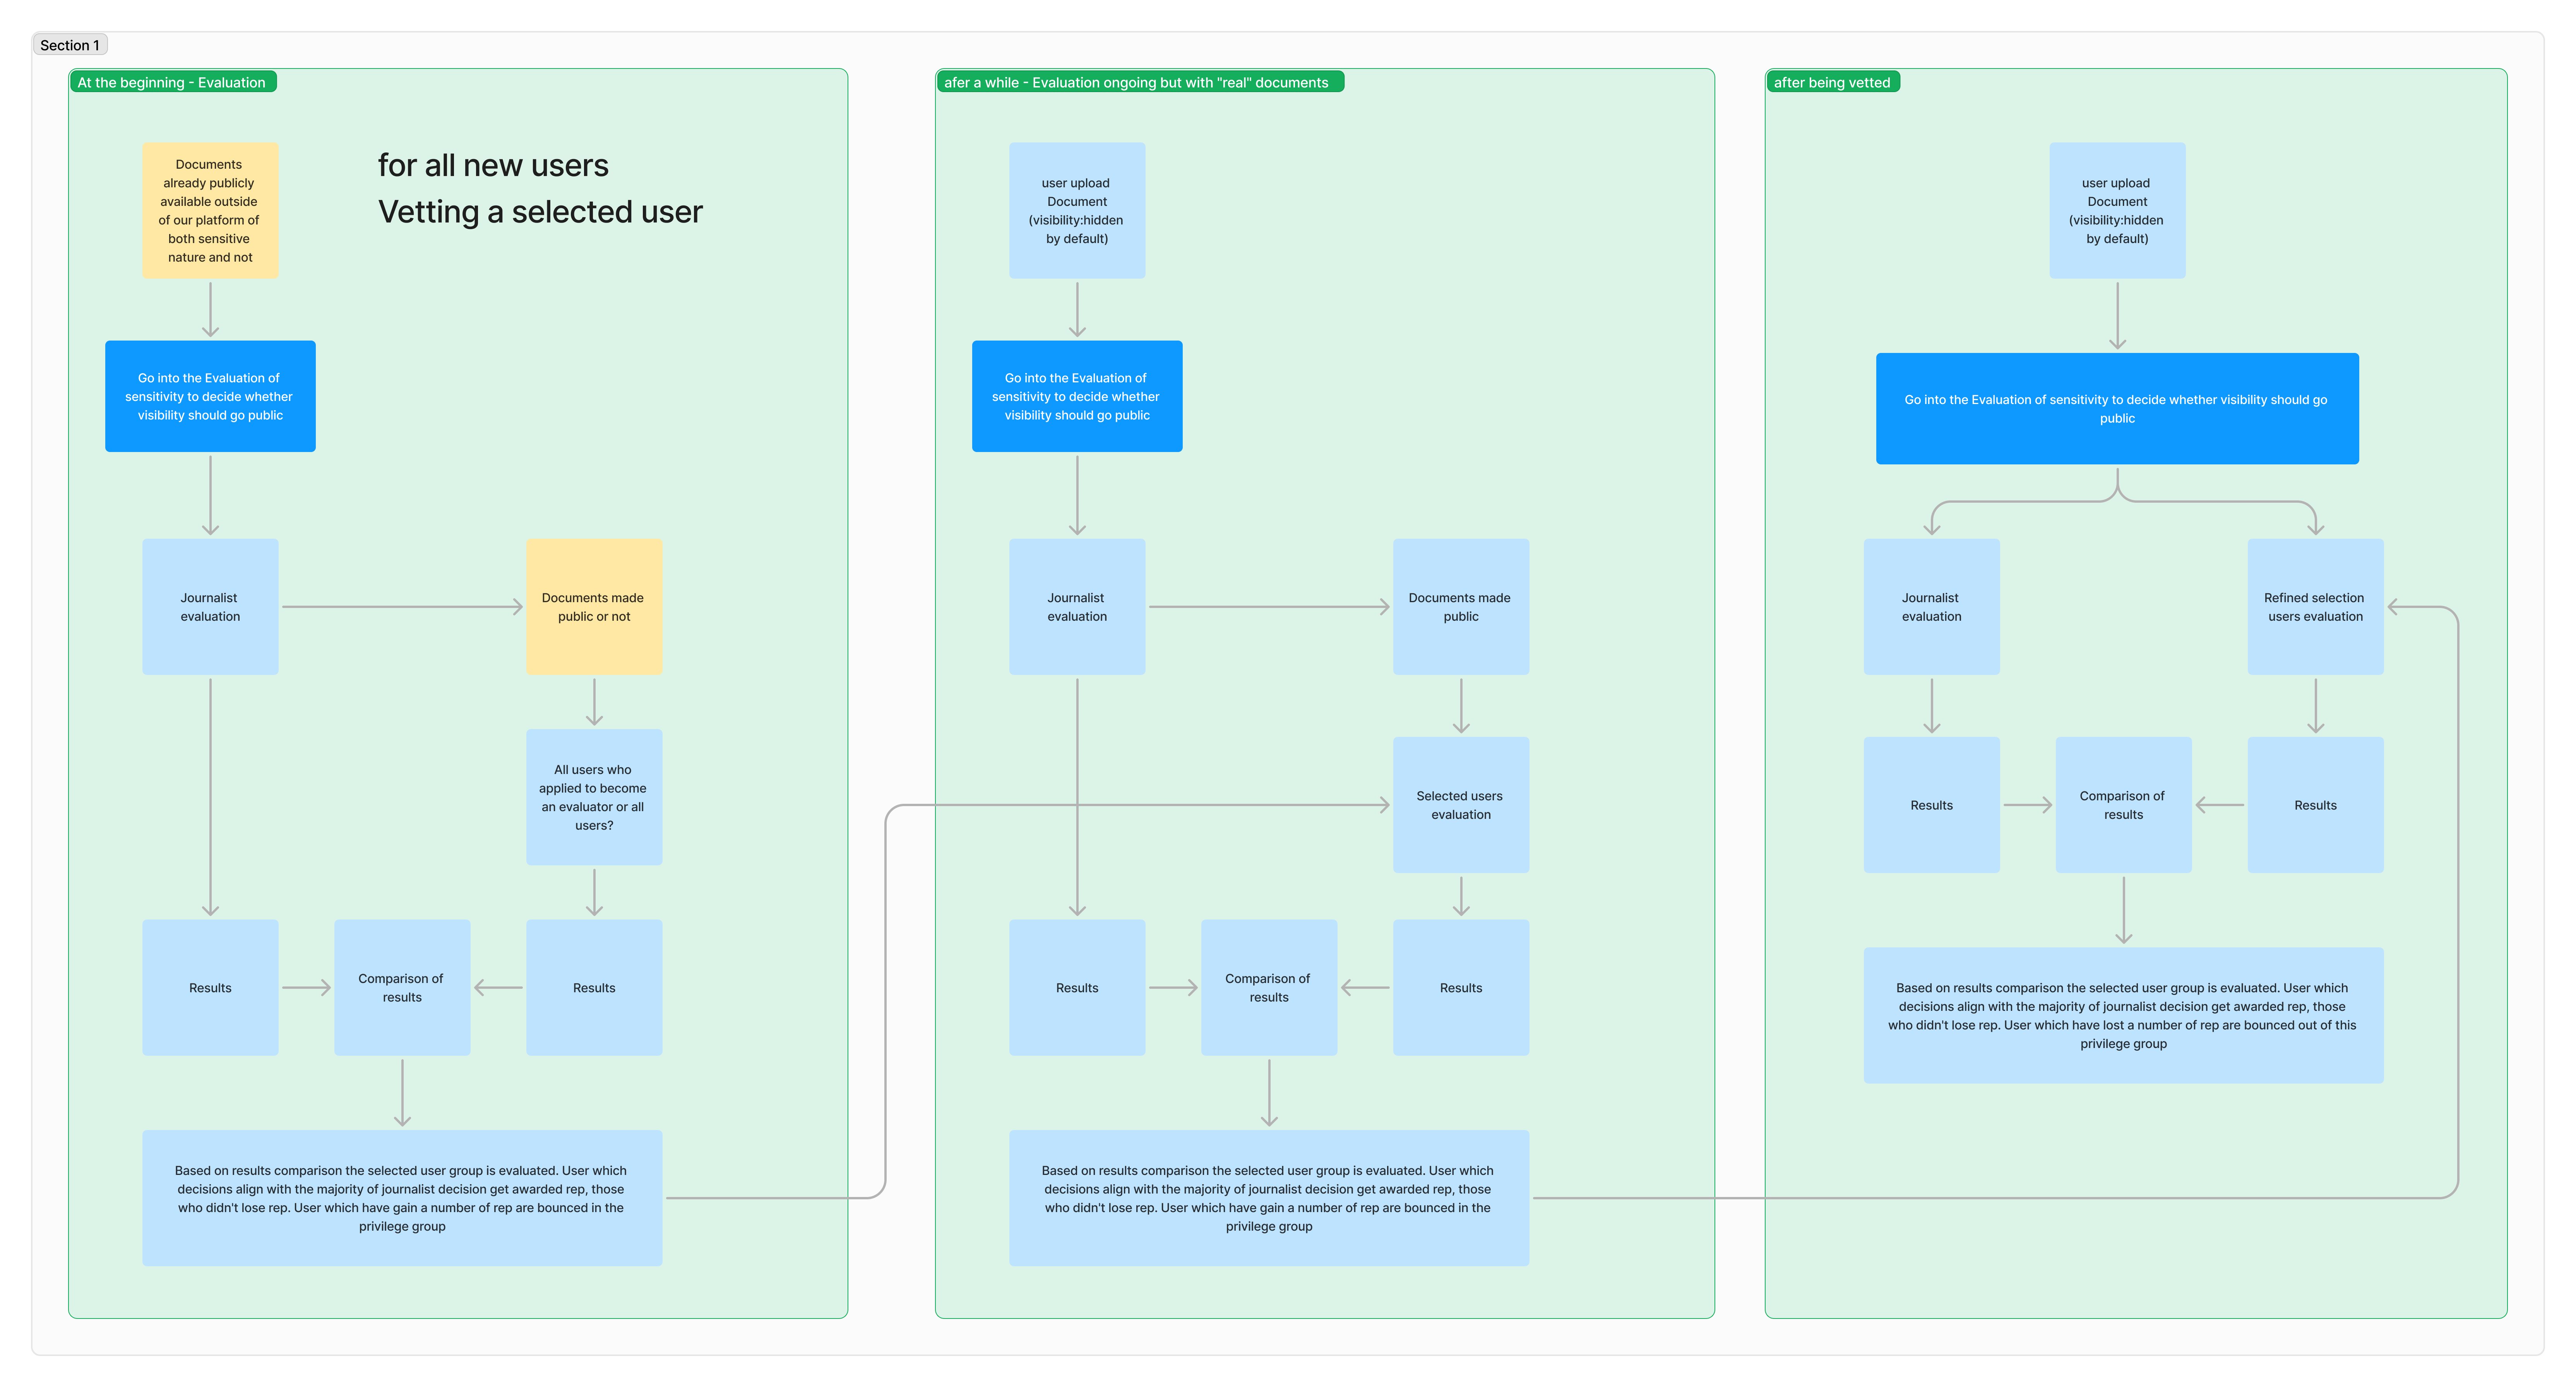 Section 1
At the beginning - Evaluation
for all new users
Vetting a selected user
Documents
already publicly
available outside
of our platform of
both sensitive
nature and not
Go into the Evaluation of
sensitivity to decide whether
visibility should go public
Journalist
evaluation
Documents made
public or not
All users who
applied to become
an evaluator or all
users?
Results
Comparison of
results
Results
Based on results comparison the selected user group is evaluated. User which
decisions align with the majority of journalist decision get awarded rep, those
who didn't lose rep. User which have gain a number of rep are bounced in the
privilege group
afer a while - Evaluation ongoing but with "real" documents
user upload
Document
(visibility:hidden
by default)
Go into the Evaluation of
sensitivity to decide whether
visibility should go public
Journalist
evaluation
Documents made
public
Selected users
evaluation
Results
Comparison of
results
Results
Based on results comparison the selected user group is evaluated. User which
decisions align with the majority of journalist decision get awarded rep, those
who didn't lose rep. User which have gain a number of rep are bounced in the
privilege group
after being vetted
user upload
Document
(visibility:hidden
by default)
Go into the Evaluation of sensitivity to decide whether visibility should go
public
Journalist
evaluation
Refined selection
users evaluation
Results
Comparison of
results
Results
Based on results comparison the selected user group is evaluated. User which
decisions align with the majority of journalist decision get awarded rep, those
who didn't lose rep. User which have lost a number of rep are bounced out of this
privilege group